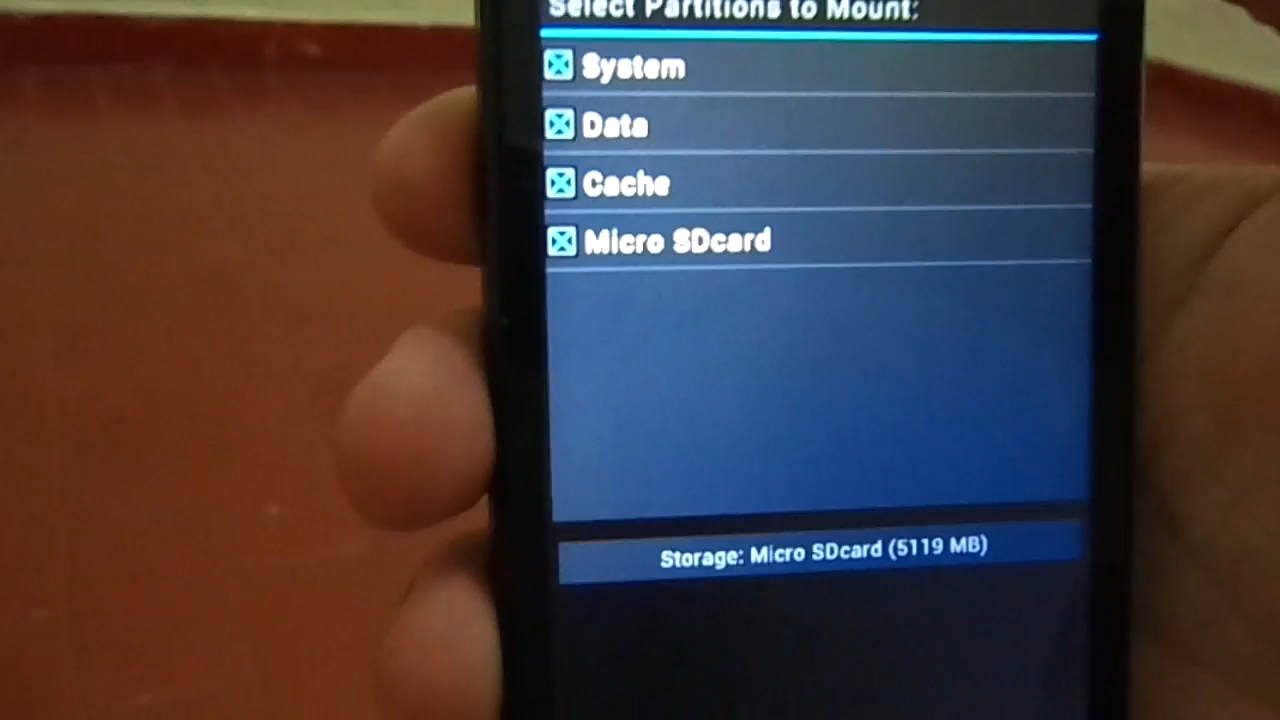 Select Partitions to Mount:
System
Data
Cache
Micro SDcard
Storage: Micro SDcard (5119 MB)